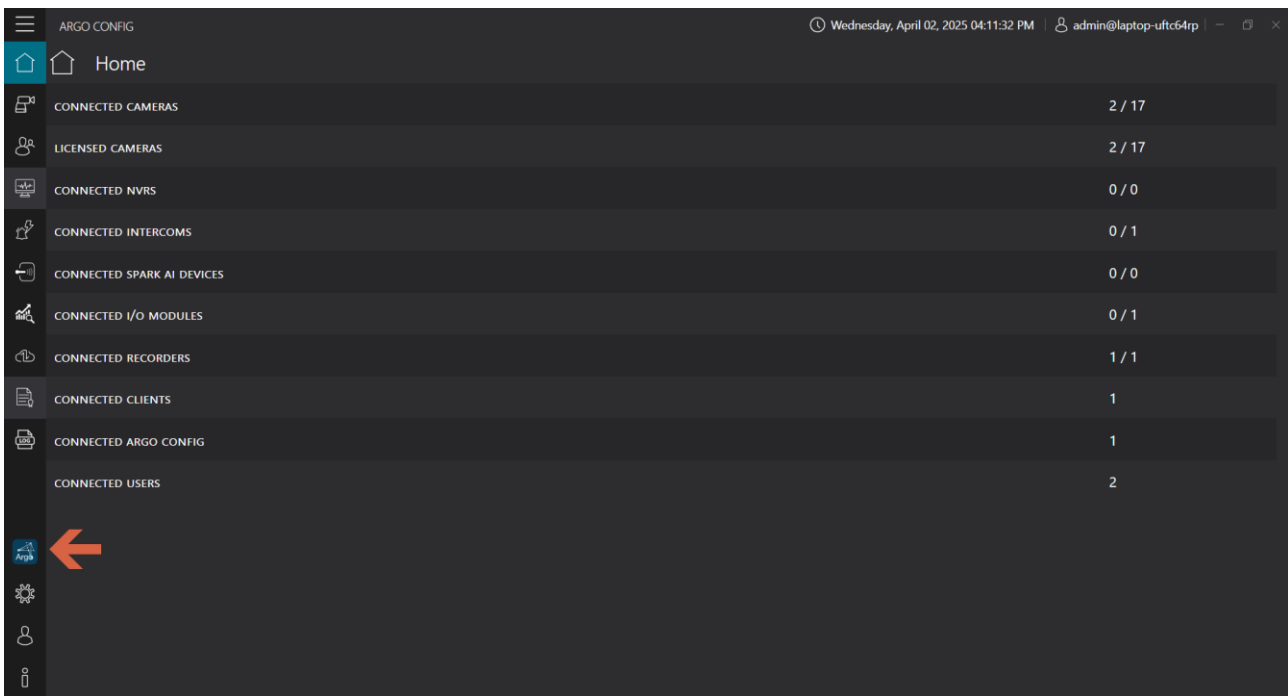 ARGO CONFIG
Wednesday, April 02, 2025 04:11:32 PM
admin@laptop-uftc64rp
Home
CONNECTED CAMERAS 2 / 17
LICENSED CAMERAS 2 / 17
CONNECTED NVRS 0 / 0
CONNECTED INTERCOMS 0 / 1
CONNECTED SPARK AI DEVICES 0 / 0
CONNECTED I/O MODULES 0 / 1
CONNECTED RECORDERS 1 / 1
CONNECTED CLIENTS 1
LOG
CONNECTED ARGO CONFIG 1
CONNECTED USERS 2
Argo